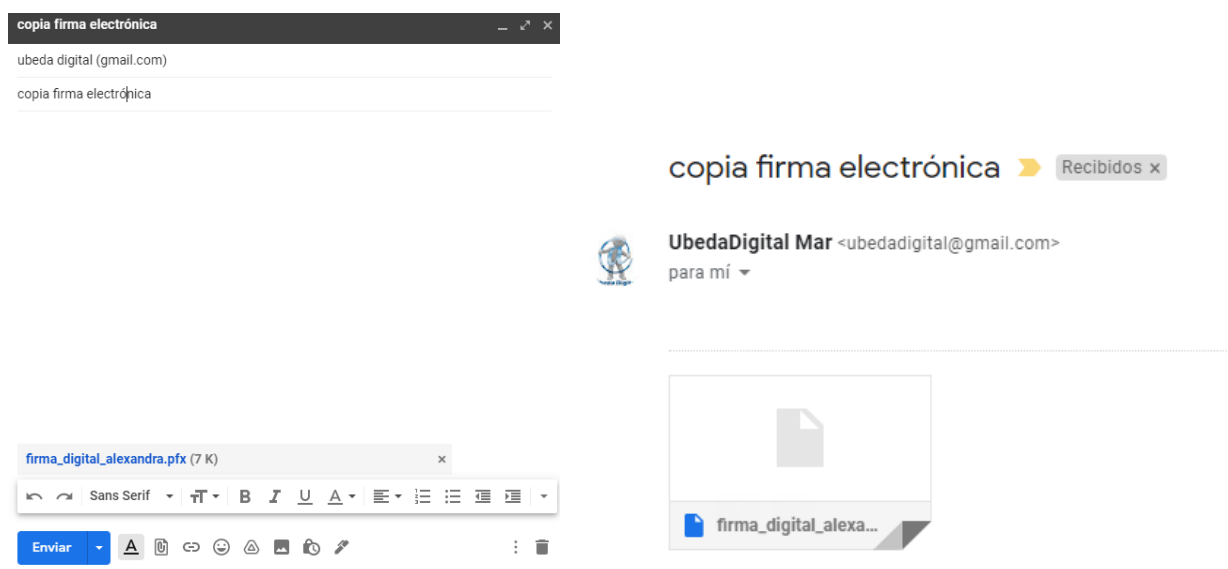 copia firma electrónica
ubeda digital (gmail.com)
copia firma electrónica
firma_digital_alexandra.pfx (7 K)
Sans Serif
B I U A
Enviar
A
copia firma electrónica
Recibidos x
UbedaDigital Mar <ubedadigital@gmail.com>
para mí
firma_digital_alexa...